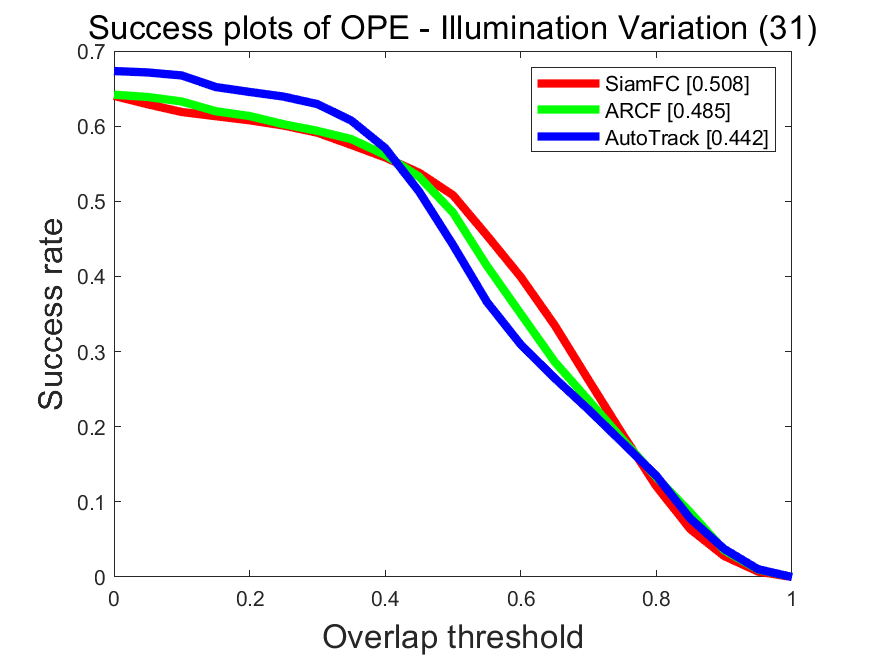 Success plots of OPE - Illumination Variation (31)
0.7
0.6
0.5
0.4
0.3
0.2
0.1
0
Success rate
SiamFC [0.508]
ARCF [0.485]
AutoTrack [0.442]
0 0.2 0.4 0.6 0.8 1
Overlap threshold